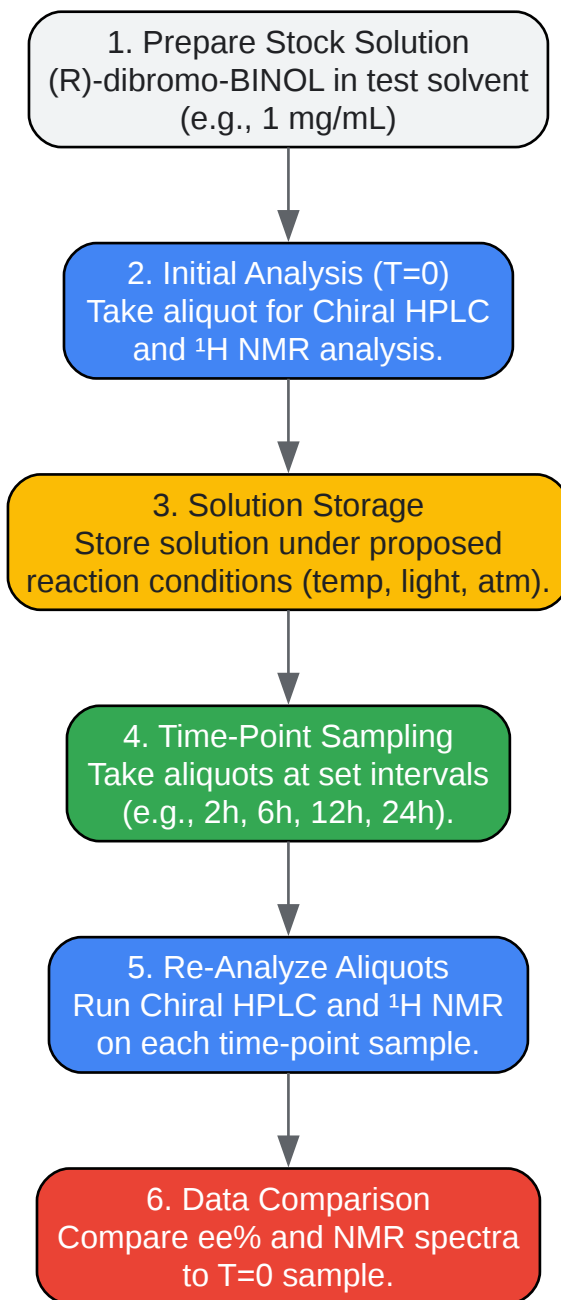 1. Prepare Stock Solution
(R)-dibromo-BINOL in test solvent
(e.g., 1 mg/mL)
2. Initial Analysis (T=0)
Take aliquot for Chiral HPLC
and ¹H NMR analysis.
3. Solution Storage
Store solution under proposed
reaction conditions (temp, light, atm).
4. Time-Point Sampling
Take aliquots at set intervals
(e.g., 2h, 6h, 12h, 24h).
5. Re-Analyze Aliquots
Run Chiral HPLC and ¹H NMR
on each time-point sample.
6. Data Comparison
Compare ee% and NMR spectra
to T=0 sample.